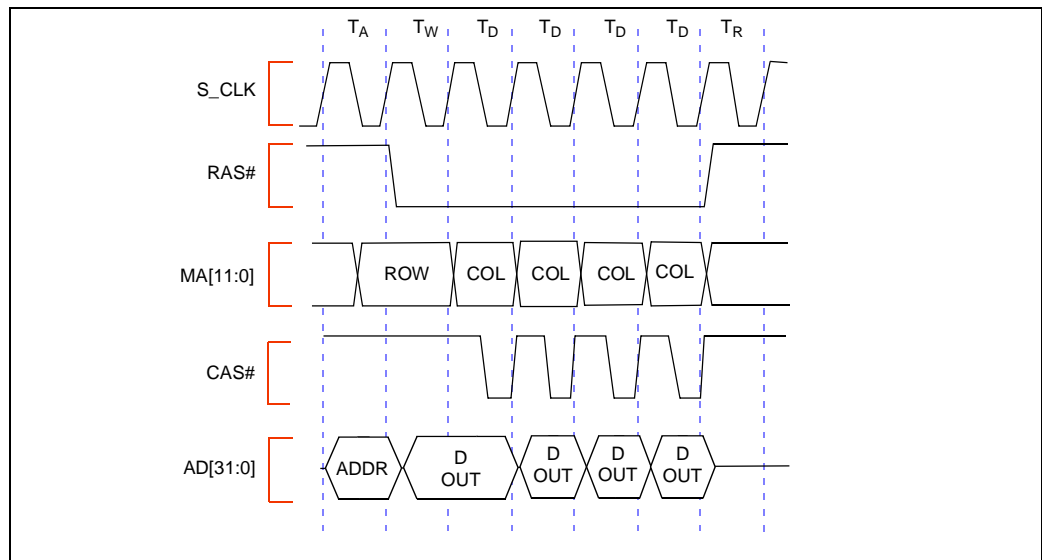 TA TW TD TD TD TD TR
S_CLK
RAS#
MA[11:0] ROW COL COL COL COL
CAS#
AD[31:0] ADDR D OUT D OUT D OUT D OUT